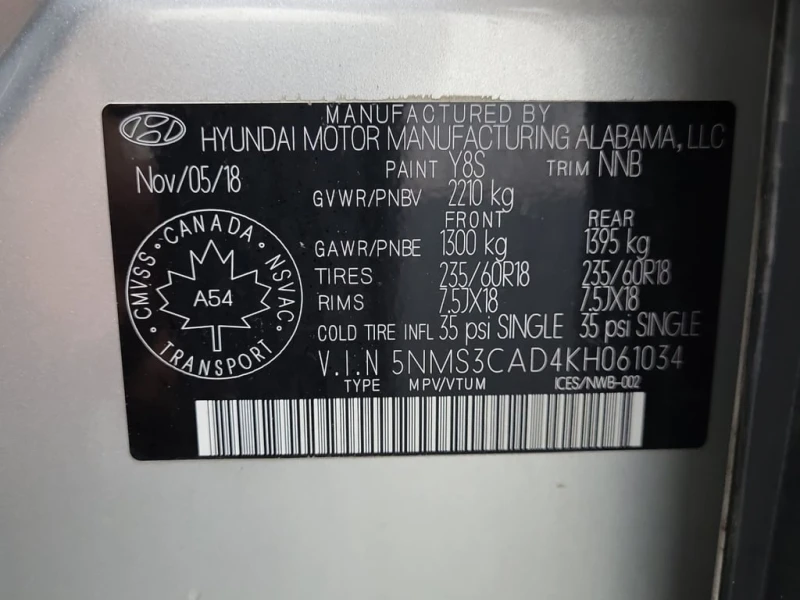 MANUFACTURED BY
HYUNDAI MOTOR MANUFACTURING ALABAMA, LLC
Nov/05/18
PAINT Y8S TRIM NNB
GVWR/PNBV 2210 kg
FRONT REAR
GAWR/PNBE 1300 kg 1395 kg
TIRES 235/60R18 235/60R18
RIMS 7.5JX18 7.5JX18
COLD TIRE INFL 35 psi SINGLE 35 psi SINGLE
V.I.N 5NMS3CAD4KH061034
TYPE MPV/VTUM ICES/NWB-002
CMVSS • CANADA • NSVAC
A54
TRANSPORT